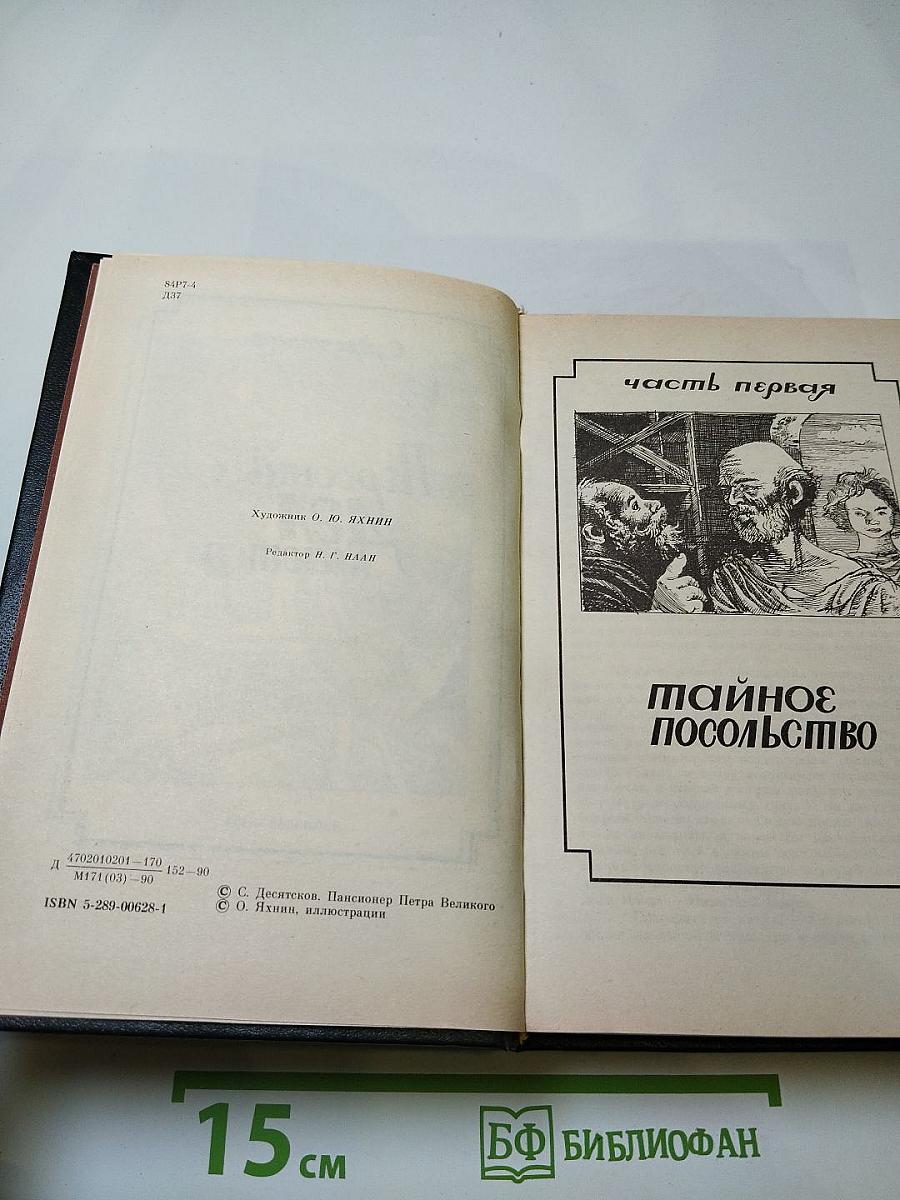 84Р7-4
Д37
Художник О. Ю. ЯХНИН
Редактор Н. Г. НААН
Д 4702010201—170
М171(03)—90
152—90
ISBN 5-289-00628-1
© С. Десятсков. Пансионер Петра Великого
© О. Яхнин, иллюстрации
часть первая
тайное
посольство
15 см
БФ БИБЛИОФАН